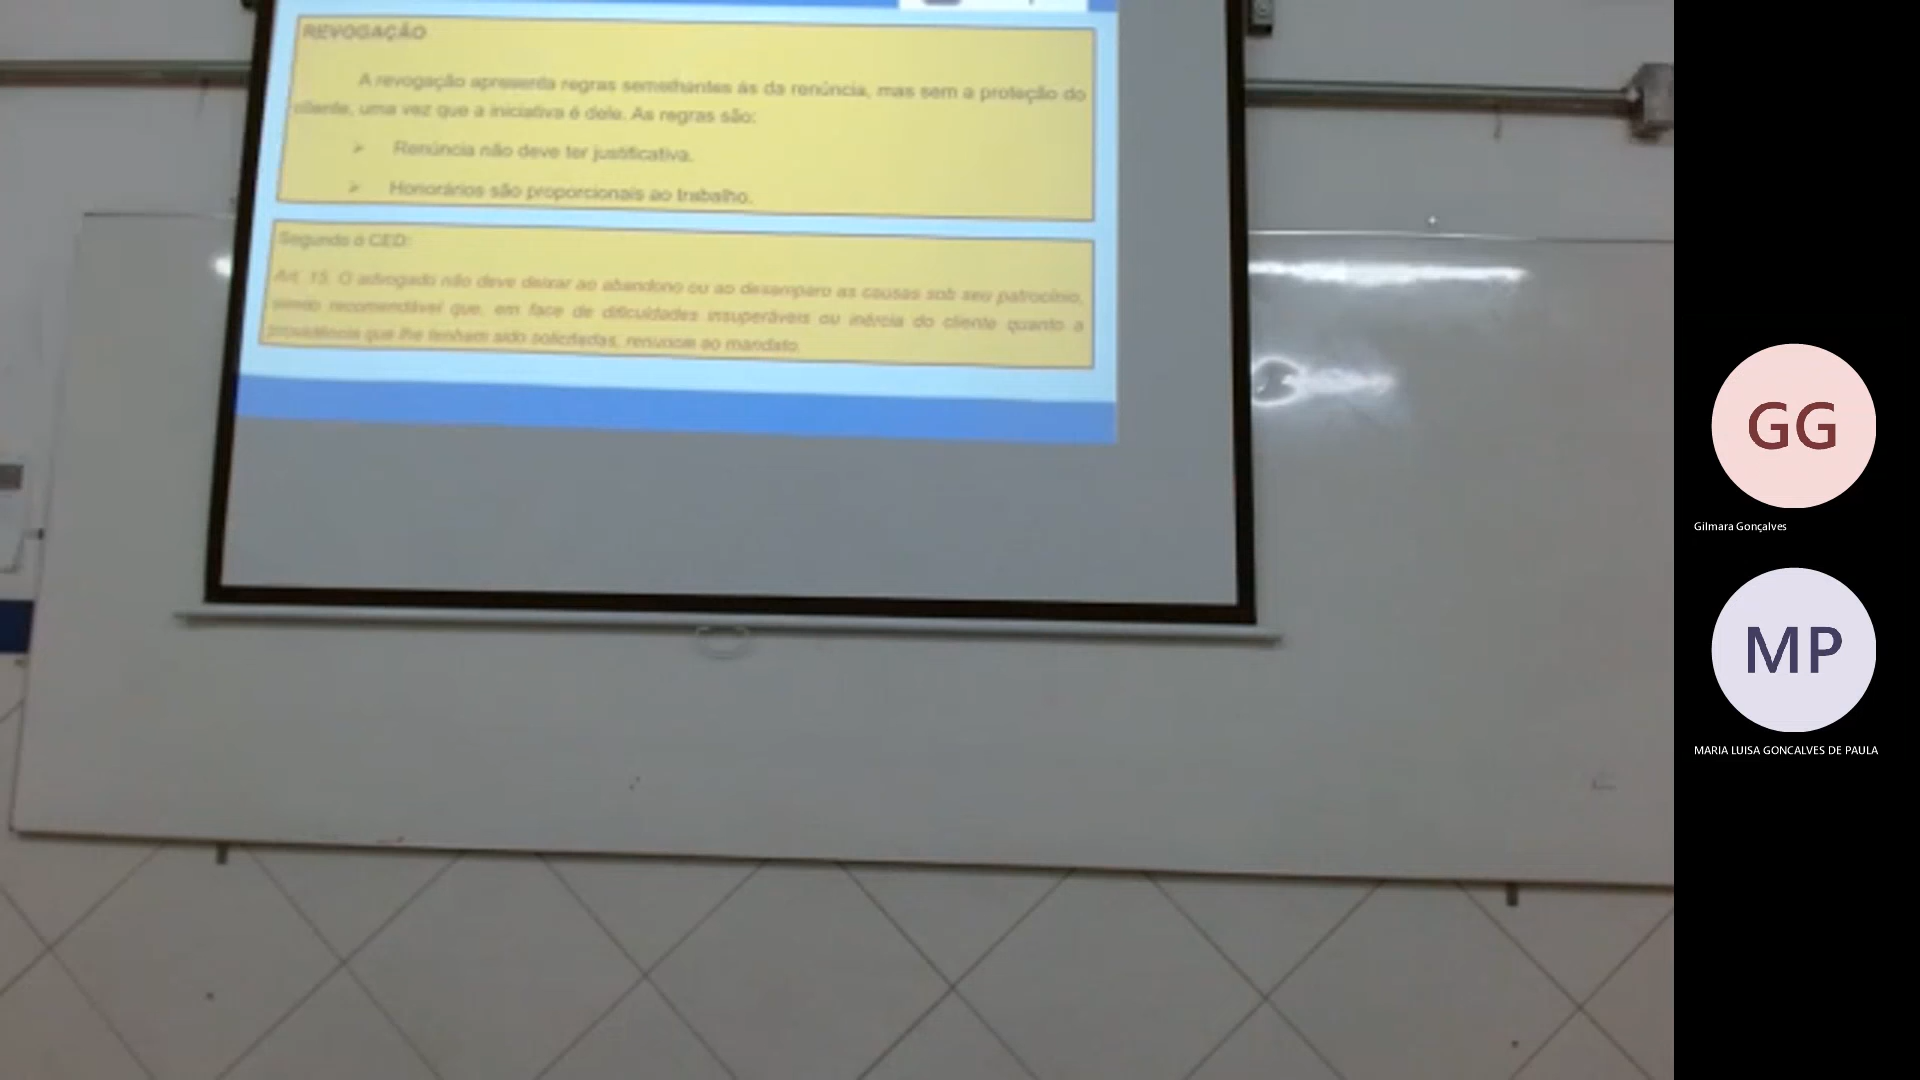 REVOGAÇÃO
A revogação apresenta regras semelhantes às da renúncia, mas sem a proteção do
cliente, uma vez que a iniciativa é dele. As regras são:
➢ Renúncia não deve ter justificativa.
➢ Honorários são proporcionais ao trabalho.
Segundo o CED:
Art. 15. O advogado não deve deixar ao abandono ou ao desamparo as causas sob seu patrocínio,
sendo recomendável que, em face de dificuldades insuperáveis ou inércia do cliente quanto a
que lhe tenham sido solicitadas, renuncie ao mandato.
GG
Gilmara Gonçalves
MP
MARIA LUISA GONCALVES DE PAULA